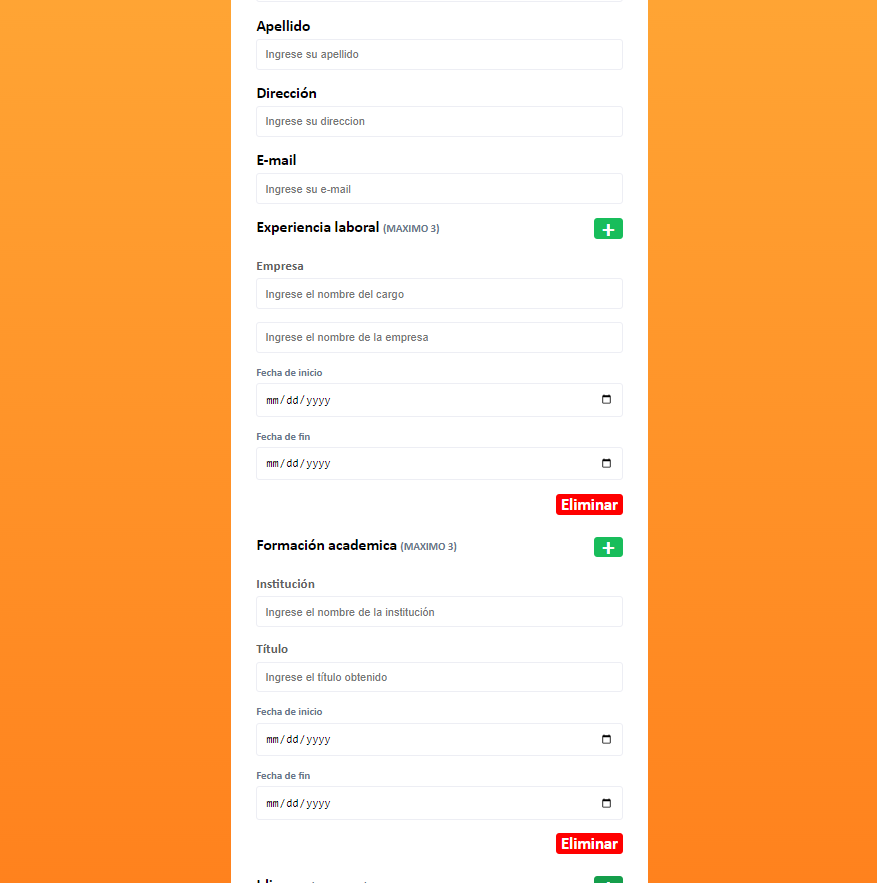 Apellido
Ingrese su apellido
Dirección
Ingrese su direccion
E-mail
Ingrese su e-mail
Experiencia laboral (MAXIMO 3) +
Empresa
Ingrese el nombre del cargo
Ingrese el nombre de la empresa
Fecha de inicio
mm/dd/yyyy
Fecha de fin
mm/dd/yyyy
Eliminar
Formación academica (MAXIMO 3) +
Institución
Ingrese el nombre de la institución
Título
Ingrese el título obtenido
Fecha de inicio
mm/dd/yyyy
Fecha de fin
mm/dd/yyyy
Eliminar